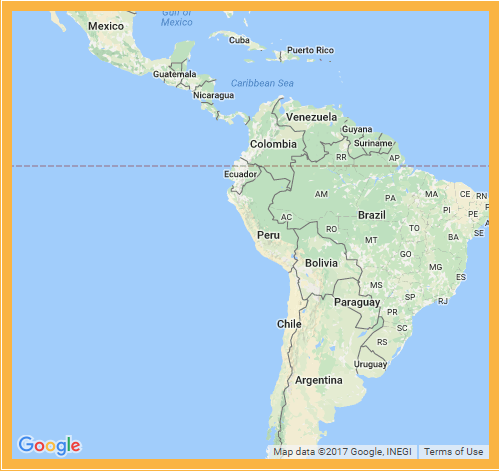 Gulf of
Mexico
Mexico
Cuba
Puerto Rico
Guatemala
Caribbean Sea
Nicaragua
Venezuela
Guyana
Colombia
Suriname
RR
AP
Ecuador
AM
PA
MA
CE
RN
PI
PE
AC
Brazil
TO
RO
BA
Peru
MT
GO
Bolivia
MG
ES
MS
SP
RJ
Paraguay
PR
Chile
SC
RS
Uruguay
Argentina
Google
Map data ©2017 Google, INEGI
Terms of Use